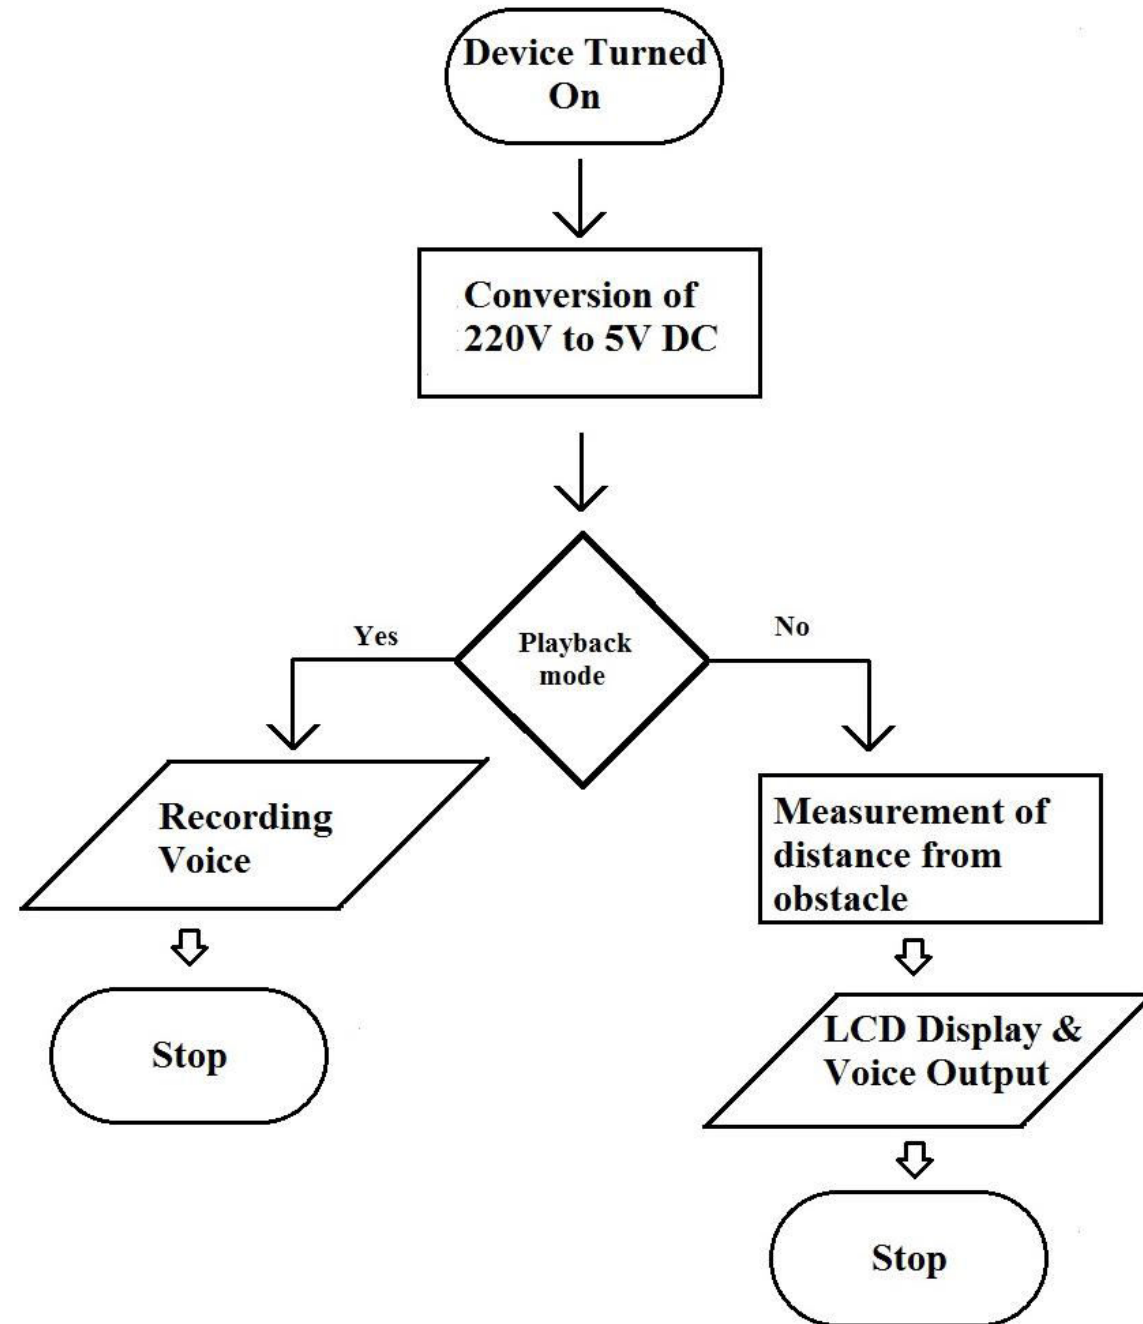 Device Turned
On
Conversion of
220V to 5V DC
Yes
No
Playback
mode
Recording
Voice
Measurement of
distance from
obstacle
Stop
LCD Display &
Voice Output
Stop